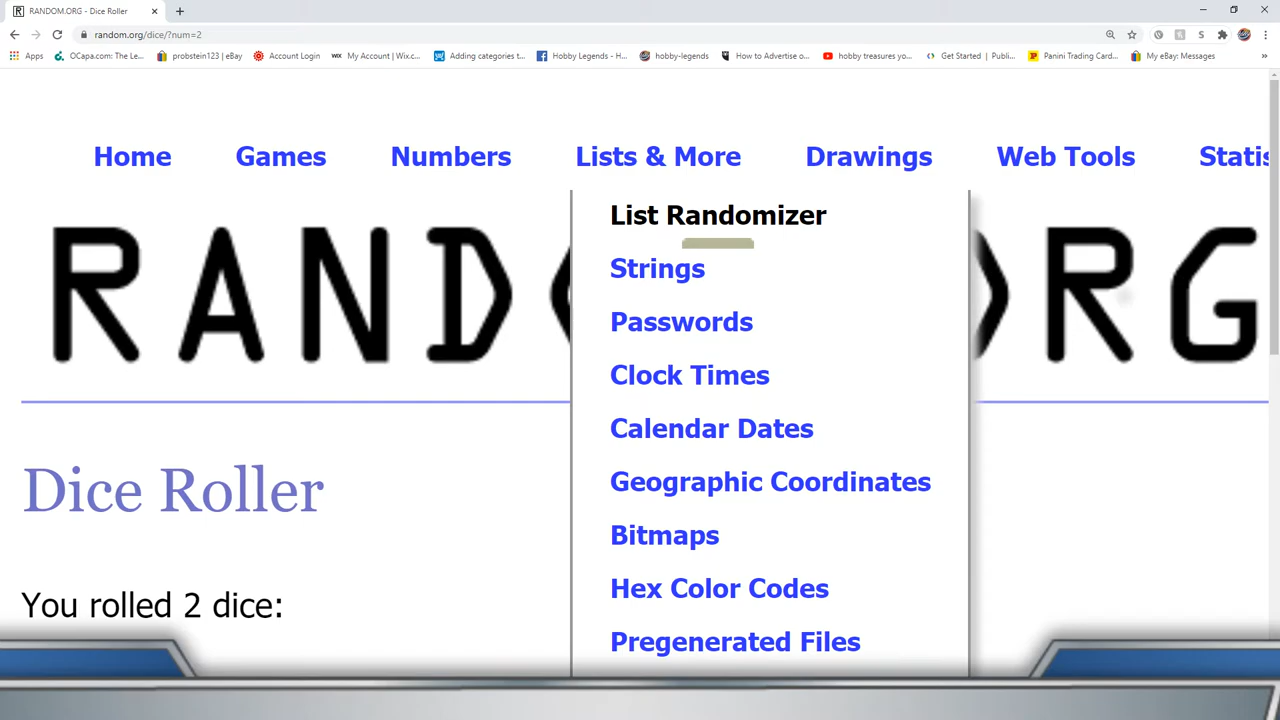 RANDOM.ORG - Dice Roller
random.org/dice/?num=2
Apps
OCapa.com: The Le...
probstein123 | eBay
Account Login
WIX My Account | Wix.c...
Adding categories t...
Hobby Legends - H...
hobby-legends
How to Advertise o...
hobby treasures yo...
Get Started | Publi...
Panini Trading Card...
My eBay: Messages
Home
Games
Numbers
Lists & More
Drawings
Web Tools
Statis
List Randomizer
Strings
Passwords
Clock Times
Calendar Dates
Geographic Coordinates
Bitmaps
Hex Color Codes
Pregenerated Files
RAND RG
Dice Roller
You rolled 2 dice: